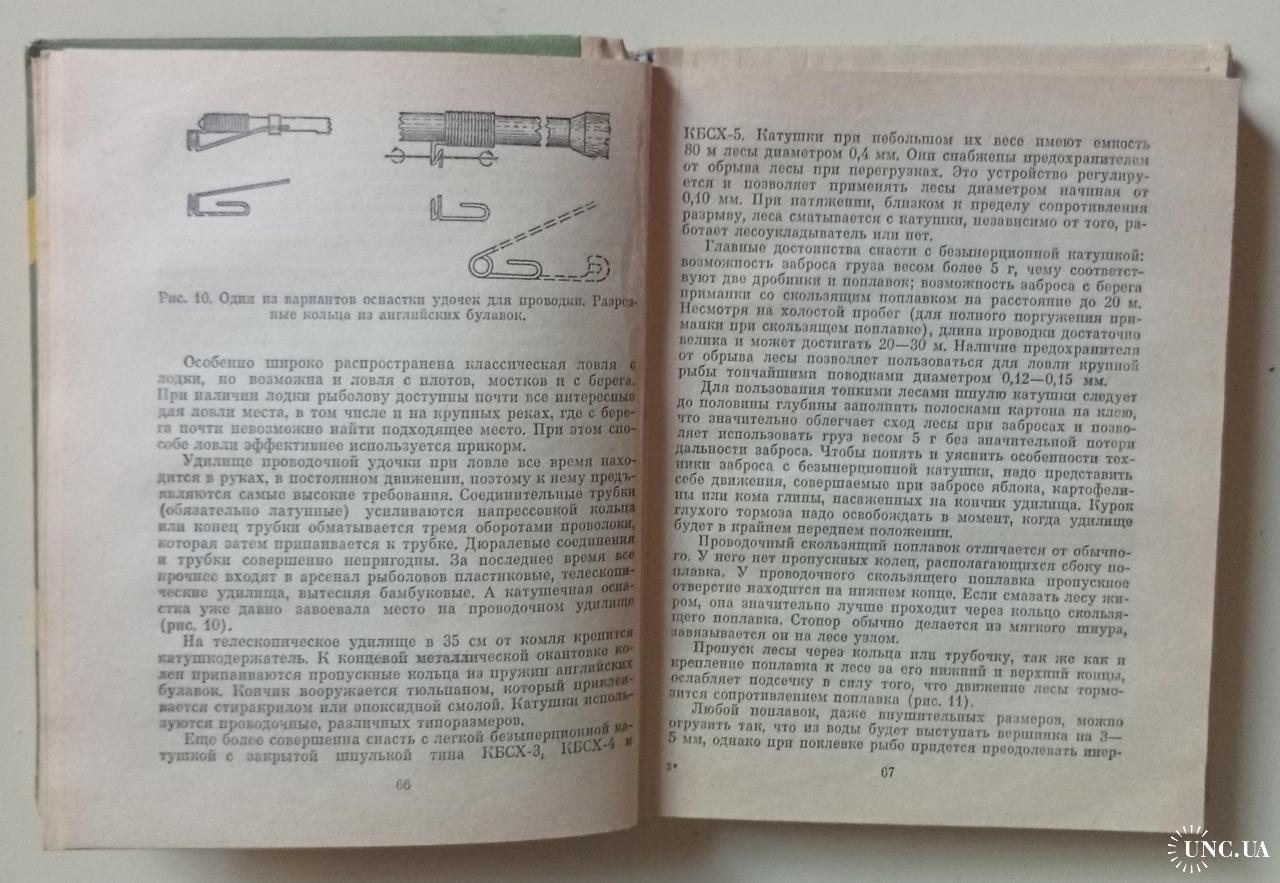 Рис. 10. Один из вариантов оснастки удочек для проводки. Разрез-
ные кольца из английских булавок.
Особенно широко распространена классическая ловля с
лодки, но возможна и ловля с плотов, мостков и с берега.
При наличии лодки рыболову доступны почти все интересные
для ловли места, в том числе и на крупных реках, где с бере-
га почти невозможно найти подходящее место. При этом спо-
собе ловли эффективнее используется прикорм.
Удилище проводочной удочки при ловле все время нахо-
дится в руках, в постоянном движении, поэтому к нему предъ-
являются самые высокие требования. Соединительные трубки
(обязательно латунные) усиливаются напрессовкой кольца
или конец трубки обматывается тремя оборотами проволоки,
которая затем припаивается к трубке. Дюралевые соединения
и трубки совершенно непригодны. За последнее время все
прочнее входят в арсенал рыболовов пластиковые, телескопи-
ческие удилища, вытесняя бамбуковые. А катушечная осна-
стка уже давно завоевала место на проводочном удилище
(рис. 10).
На телескопическое удилище в 35 см от комля крепится
катушкодержатель. К концевой металлической окантовке ко-
лен припаиваются пропускные кольца из пружин английских
булавок. Кончик вооружается тюльпаном, который приклеи-
вается стиракрилом или эпоксидной смолой. Катушки исполь-
зуются проводочные, различных типоразмеров.
Еще более совершенна снасть с легкой безынерционной ка-
тушкой с закрытой шпулькой типа КБСХ-3, КБСХ-4 и
66
КБСХ-5. Катушки при небольшом их весе имеют емкость
80 м лесы диаметром 0,4 мм. Они снабжены предохранителем
от обрыва лесы при перегрузках. Это устройство регулиру-
ется и позволяет применять лесы диаметром начиная от
0,10 мм. При натяжении, близком к пределу сопротивления
разрыву, леса сматывается с катушки, независимо от того, ра-
ботает лесоукладыватель или нет.
Главные достоинства снасти с безынерционной катушкой:
возможность заброса груза весом более 5 г, чему соответст-
вуют две дробинки и поплавок; возможность заброса с берега
приманки со скользящим поплавком на расстояние до 20 м.
Несмотря на холостой пробег (для полного погружения при-
манки при скользящем поплавке), длина проводки достаточно
велика и может достигать 20—30 м. Наличие предохранителя
от обрыва лесы позволяет пользоваться для ловли крупной
рыбы тончайшими поводками диаметром 0,12—0,15 мм.
Для пользования тонкими лесами шпулю катушки следует
до половины глубины заполнить полосками картона на клею,
что значительно облегчает сход лесы при забросах и позво-
ляет использовать груз весом 5 г без значительной потери
дальности заброса. Чтобы понять и уяснить особенности тех-
ники заброса с безынерционной катушки, надо представить
себе движения, совершаемые при забросе яблока, картофели-
ны или кома глины, насаженных на кончик удилища. Курок
глухого тормоза надо освобождать в момент, когда удилище
будет в крайнем переднем положении.
Проводочный скользящий поплавок отличается от обычно-
го. У него нет пропускных колец, располагающихся сбоку по-
плавка. У проводочного скользящего поплавка пропускное
отверстие находится на нижнем конце. Если смазать лесу жи-
ром, она значительно лучше проходит через кольцо скользя-
щего поплавка. Стопор обычно делается из мягкого шнура,
завязывается он на лесе узлом.
Пропуск лесы через кольца или трубочку, так же как и
крепление поплавка к лесе за его нижний и верхний концы,
ослабляет подсечку в силу того, что движение лесы тормо-
зится сопротивлением поплавка (рис. 11).
Любой поплавок, даже внушительных размеров, можно
огрузить так, что из воды будет выступать вершинка на 3—
5 мм, однако при поклевке рыбе придется преодолевать инер-
3*
67
UNC.UA